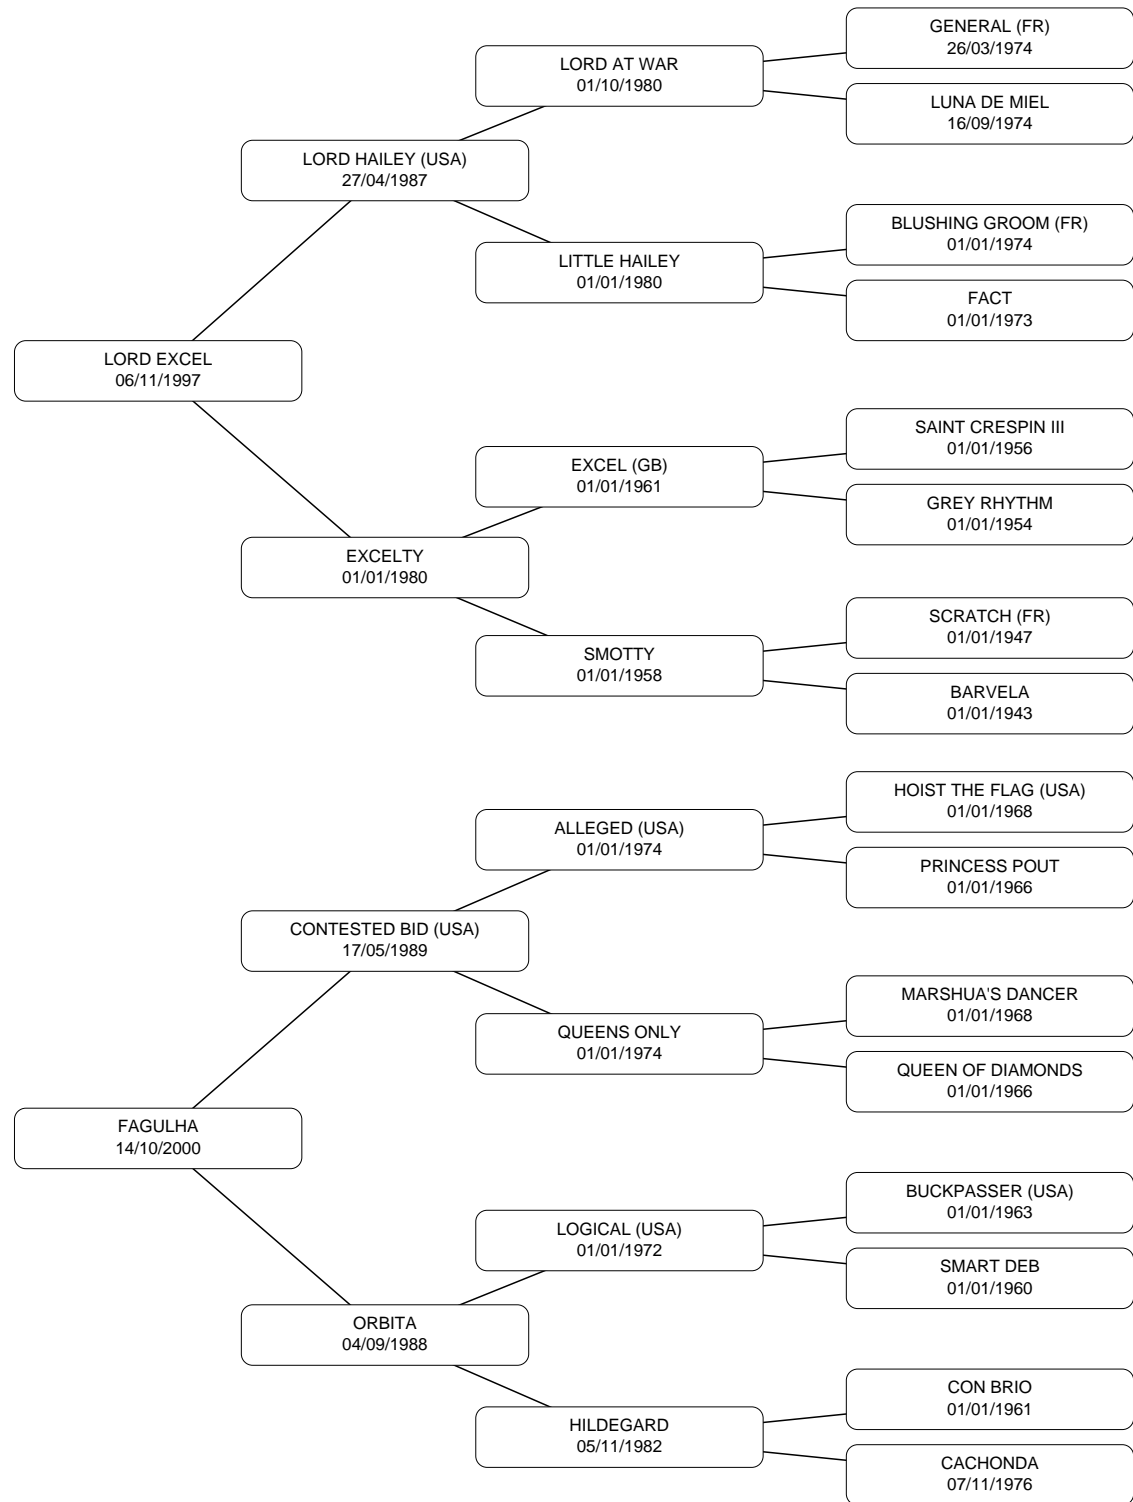 GENERAL (FR)
26/03/1974
LORD AT WAR
01/10/1980
LUNA DE MIEL
16/09/1974
LORD HAILEY (USA)
27/04/1987
BLUSHING GROOM (FR)
01/01/1974
LITTLE HAILEY
01/01/1980
FACT
01/01/1973
LORD EXCEL
06/11/1997
SAINT CRESPIN III
01/01/1956
EXCEL (GB)
01/01/1961
GREY RHYTHM
01/01/1954
EXCELTY
01/01/1980
SCRATCH (FR)
01/01/1947
SMOTTY
01/01/1958
BARVELA
01/01/1943
HOIST THE FLAG (USA)
01/01/1968
ALLEGED (USA)
01/01/1974
PRINCESS POUT
01/01/1966
CONTESTED BID (USA)
17/05/1989
MARSHUA'S DANCER
01/01/1968
QUEENS ONLY
01/01/1974
QUEEN OF DIAMONDS
01/01/1966
FAGULHA
14/10/2000
BUCKPASSER (USA)
01/01/1963
LOGICAL (USA)
01/01/1972
SMART DEB
01/01/1960
ORBITA
04/09/1988
CON BRIO
01/01/1961
HILDEGARD
05/11/1982
CACHONDA
07/11/1976